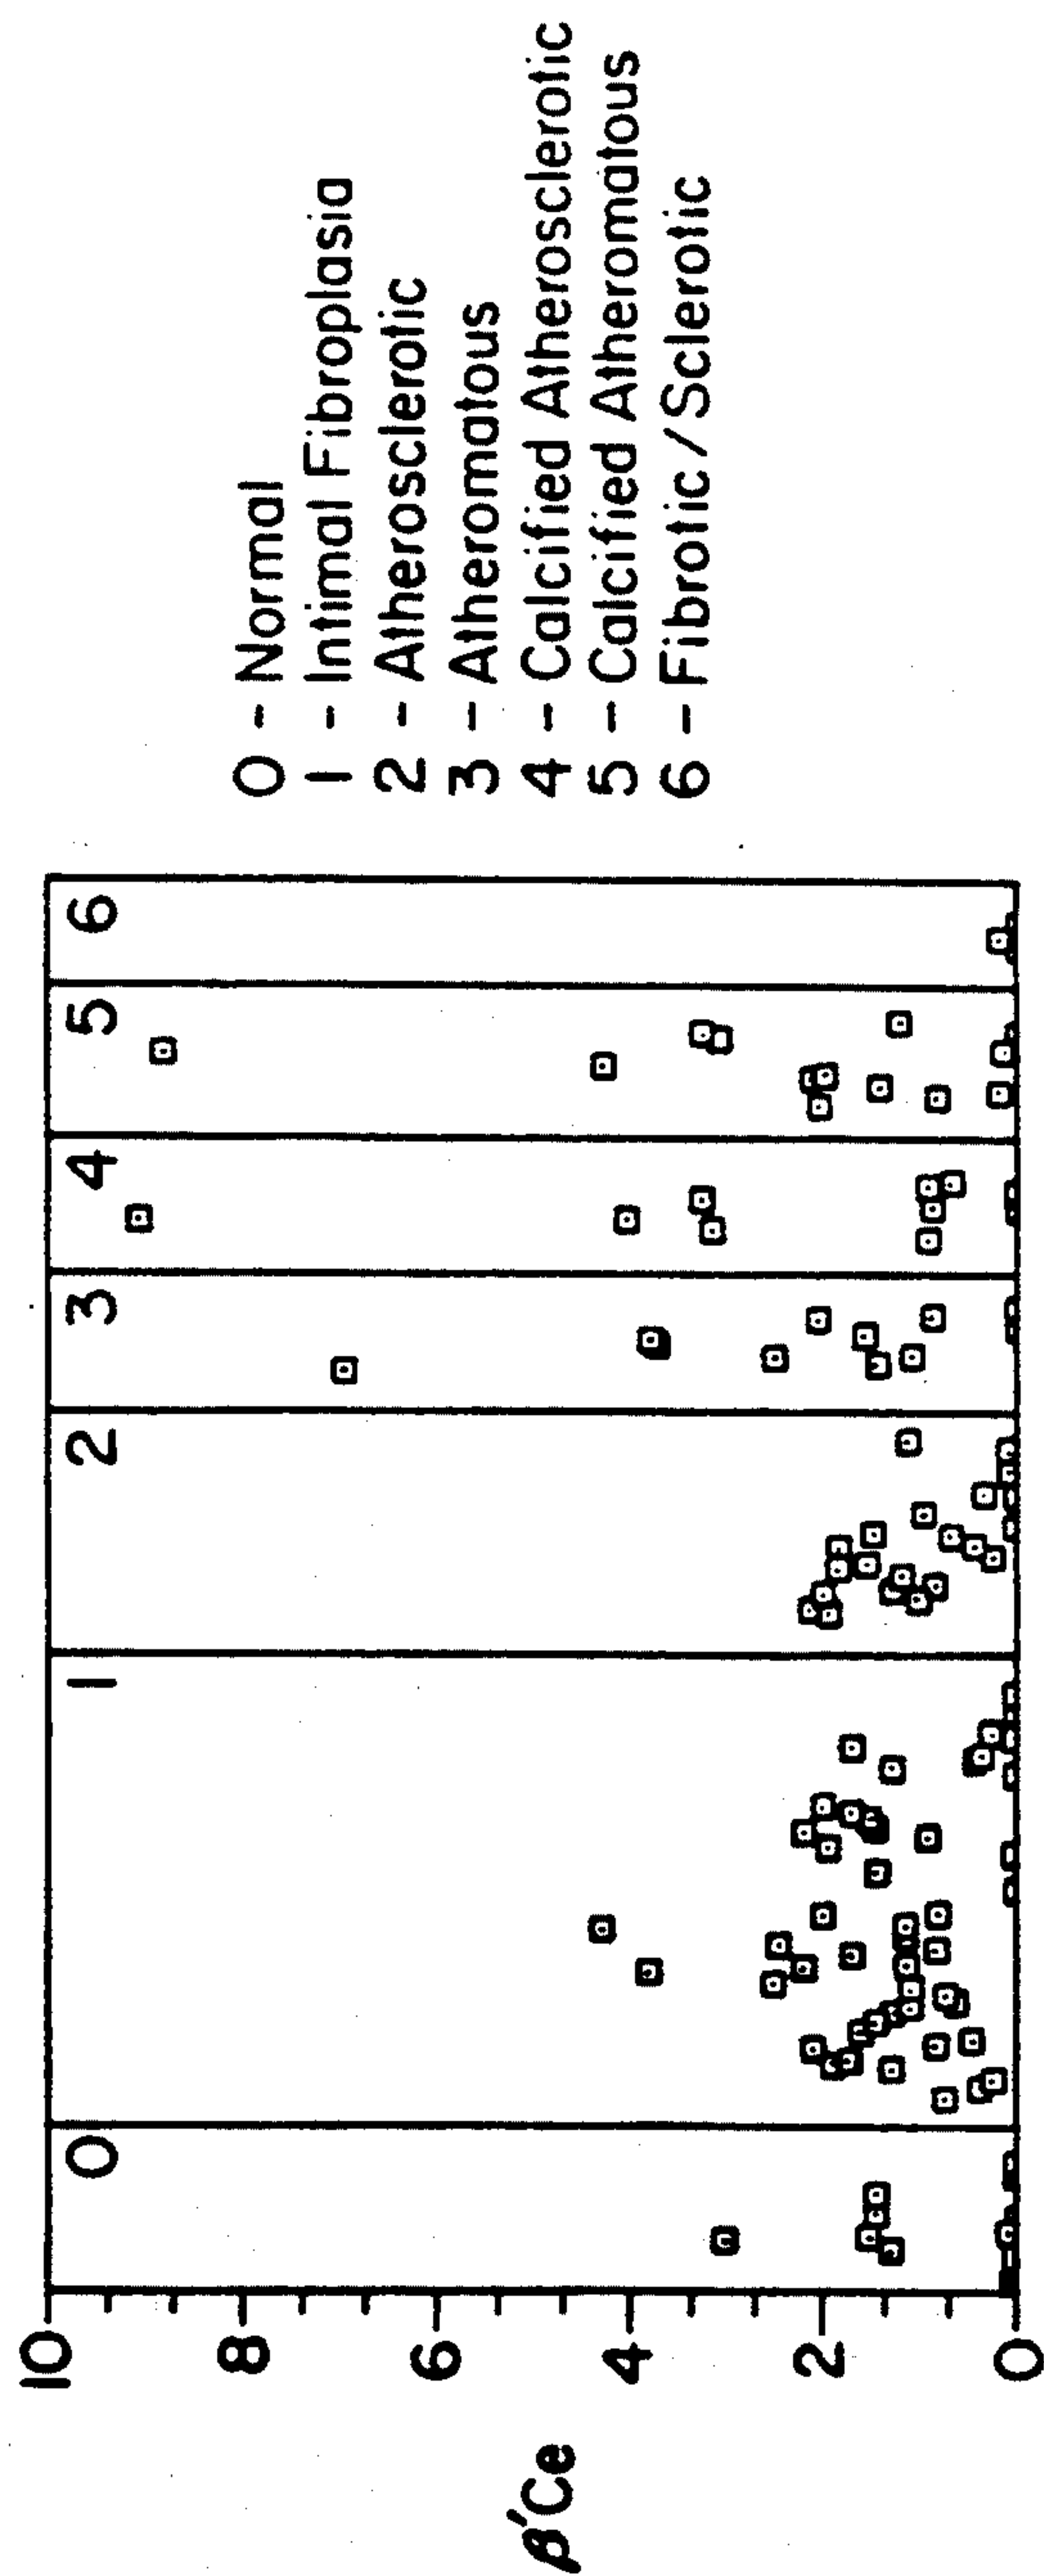 β'Ce
10
8
6
4
2
0
0
1
2
3
4
5
6
0 - Normal
1 - Intimal Fibroplasia
2 - Atherosclerotic
3 - Atheromatous
4 - Calcified Atherosclerotic
5 - Calcified Atheromatous
6 - Fibrotic/Sclerotic